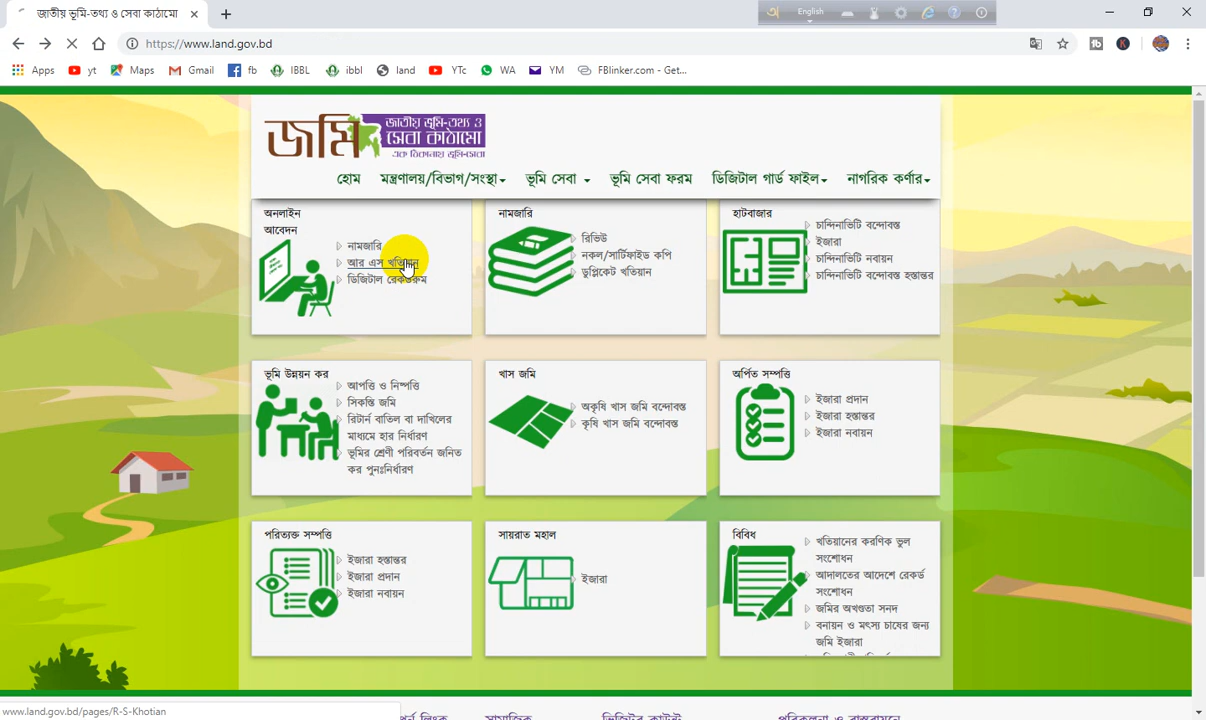 জাতীয় ভূমি-তথ্য ও সেবা কাঠামো
English
https://www.land.gov.bd
Apps yt Maps Gmail fb IBBL ibbl land YTc WA YM FBlinker.com - Get...
জমি
জাতীয় ভূমি-তথ্য ও
সেবা কাঠামো
এক ঠিকানায় ভূমি-সেবা
হোম মন্ত্রণালয়/বিভাগ/সংস্থা ভূমি সেবা ভূমি সেবা ফরম ডিজিটাল গার্ড ফাইল নাগরিক কর্ণার
অনলাইন
আবেদন
নামজারি
আর এস খতিয়ান
ডিজিটাল রেকর্ডরুম
নামজারি
রিভিউ
নকল/সার্টিফাইড কপি
ডুপ্লিকেট খতিয়ান
হাটবাজার
চান্দিনাভিটি বন্দোবস্ত
ইজারা
চান্দিনাভিটি নবায়ন
চান্দিনাভিটি বন্দোবস্ত হস্তান্তর
ভূমি উন্নয়ন কর
আপত্তি ও নিষ্পত্তি
সিকস্তি জমি
রিটার্ন বাতিল বা দাখিলের
মাধ্যমে হার নির্ধারণ
ভূমির শ্রেণী পরিবর্তন জনিত
কর পুনঃনির্ধারণ
খাস জমি
অকৃষি খাস জমি বন্দোবস্ত
কৃষি খাস জমি বন্দোবস্ত
অর্পিত সম্পত্তি
ইজারা প্রদান
ইজারা হস্তান্তর
ইজারা নবায়ন
পরিত্যক্ত সম্পত্তি
ইজারা হস্তান্তর
ইজারা প্রদান
ইজারা নবায়ন
সায়রাত মহাল
ইজারা
বিবিধ
খতিয়ানের করণিক ভুল
সংশোধন
আদালতের আদেশে রেকর্ড
সংশোধন
জমির অখণ্ডতা সনদ
বনায়ন ও মৎস্য চাষের জন্য
জমি ইজারা
www.land.gov.bd/pages/R-S-Khotian